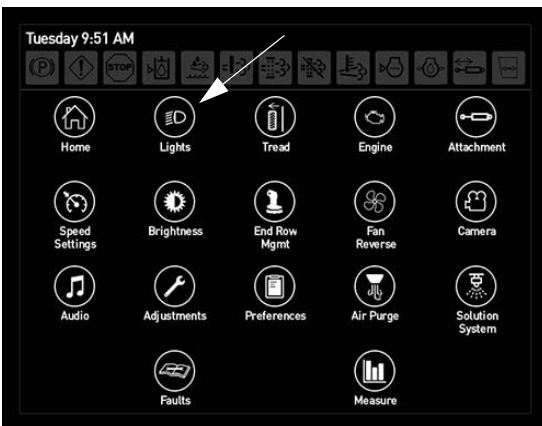 Tuesday 9:51 AM
(P) STOP
Home Lights Tread Engine Attachment
Speed Settings Brightness End Row Mgmt Fan Reverse Camera
Audio Adjustments Preferences Air Purge Solution System
Faults Measure